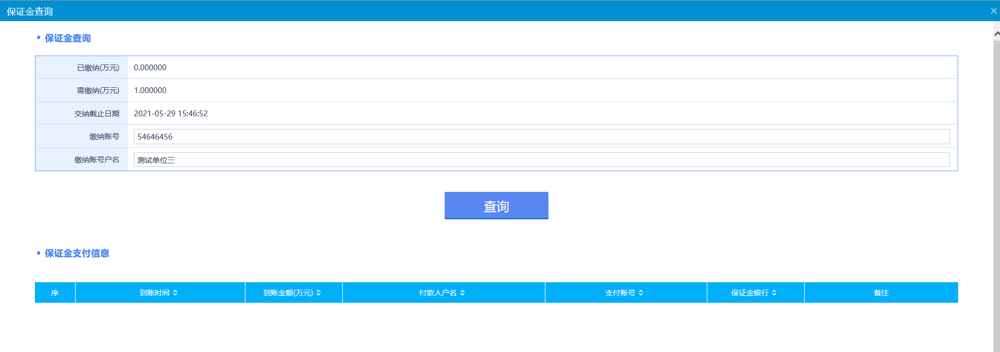 保证金查询
保证金查询
已缴纳(万元) 0.000000
需缴纳(万元) 1.000000
交纳截止日期 2021-05-29 15:46:52
缴纳账号 54646456
缴纳账号户名 测试单位三
查询
保证金支付信息
序 到账时间 到账金额(万元) 付款人户名 支付账号 保证金银行 备注